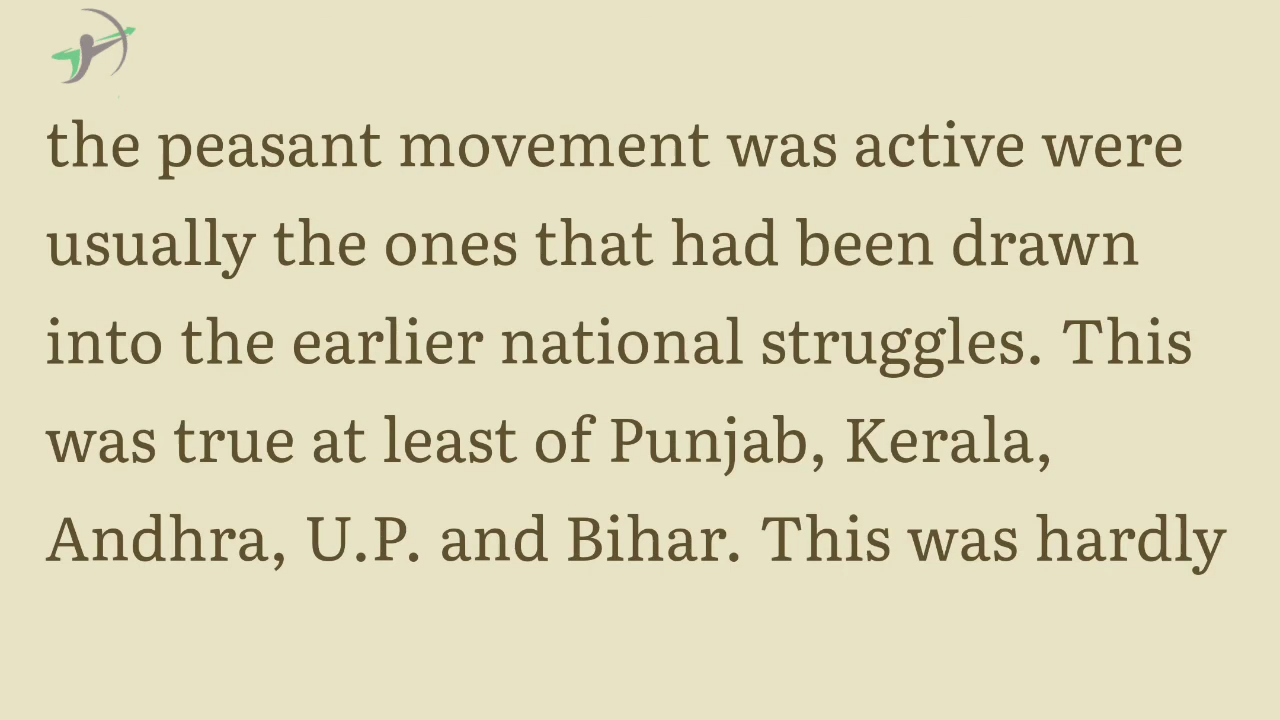 the peasant movement was active were
usually the ones that had been drawn
into the earlier national struggles. This
was true at least of Punjab, Kerala,
Andhra, U.P. and Bihar. This was hardly